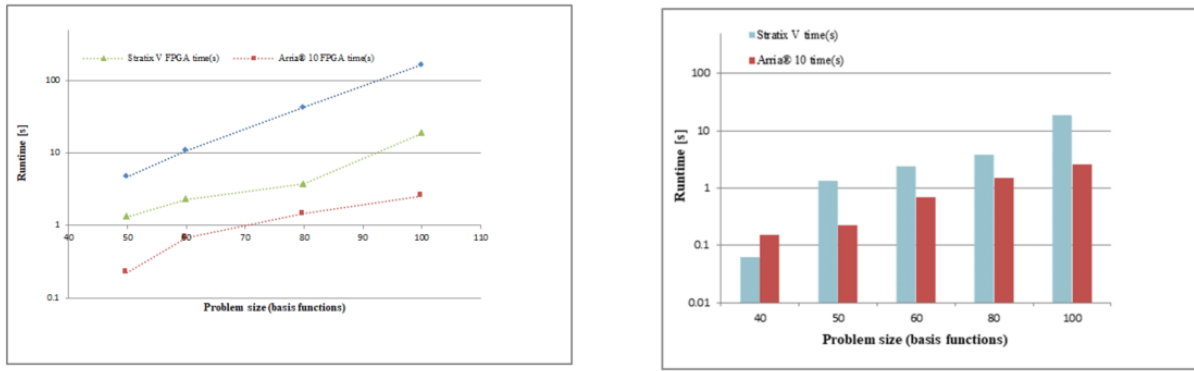 Stratix V FPGA time(s) Arria® 10 FPGA time(s)
100
10
1
0.1
Runtime [s]
40 50 60 70 80 90 100 110
Problem size (basis functions)
Stratix V time(s)
Arria® 10 time(s)
100
10
1
0.1
0.01
Runtime [s]
40 50 60 80 100
Problem size (basis functions)